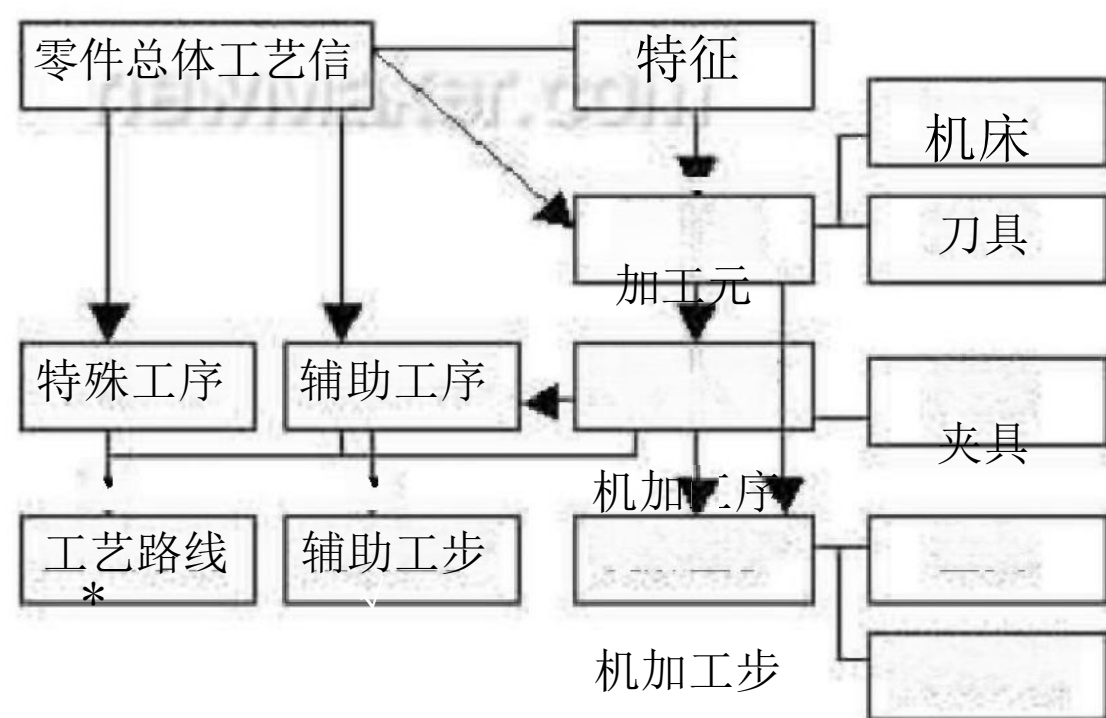 零件总体工艺信
特征
机床
刀具
加工元
特殊工序
辅助工序
夹具
机加工序
工艺路线
*
辅助工步
机加工步